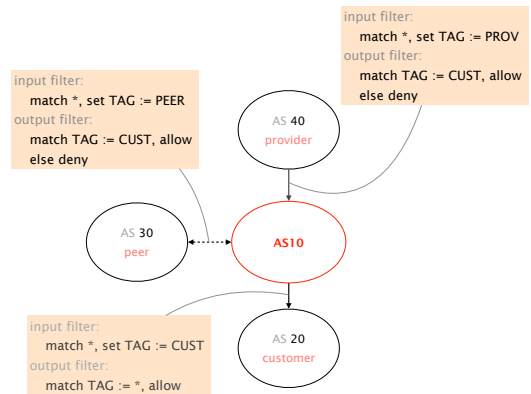 input filter:
match *, set TAG := PROV
output filter:
match TAG := CUST, allow
else deny
input filter:
match *, set TAG := PEER
output filter:
match TAG := CUST, allow
else deny
AS 40
provider
AS 30
peer
AS10
input filter:
match *, set TAG := CUST
output filter:
match TAG := *, allow
AS 20
customer